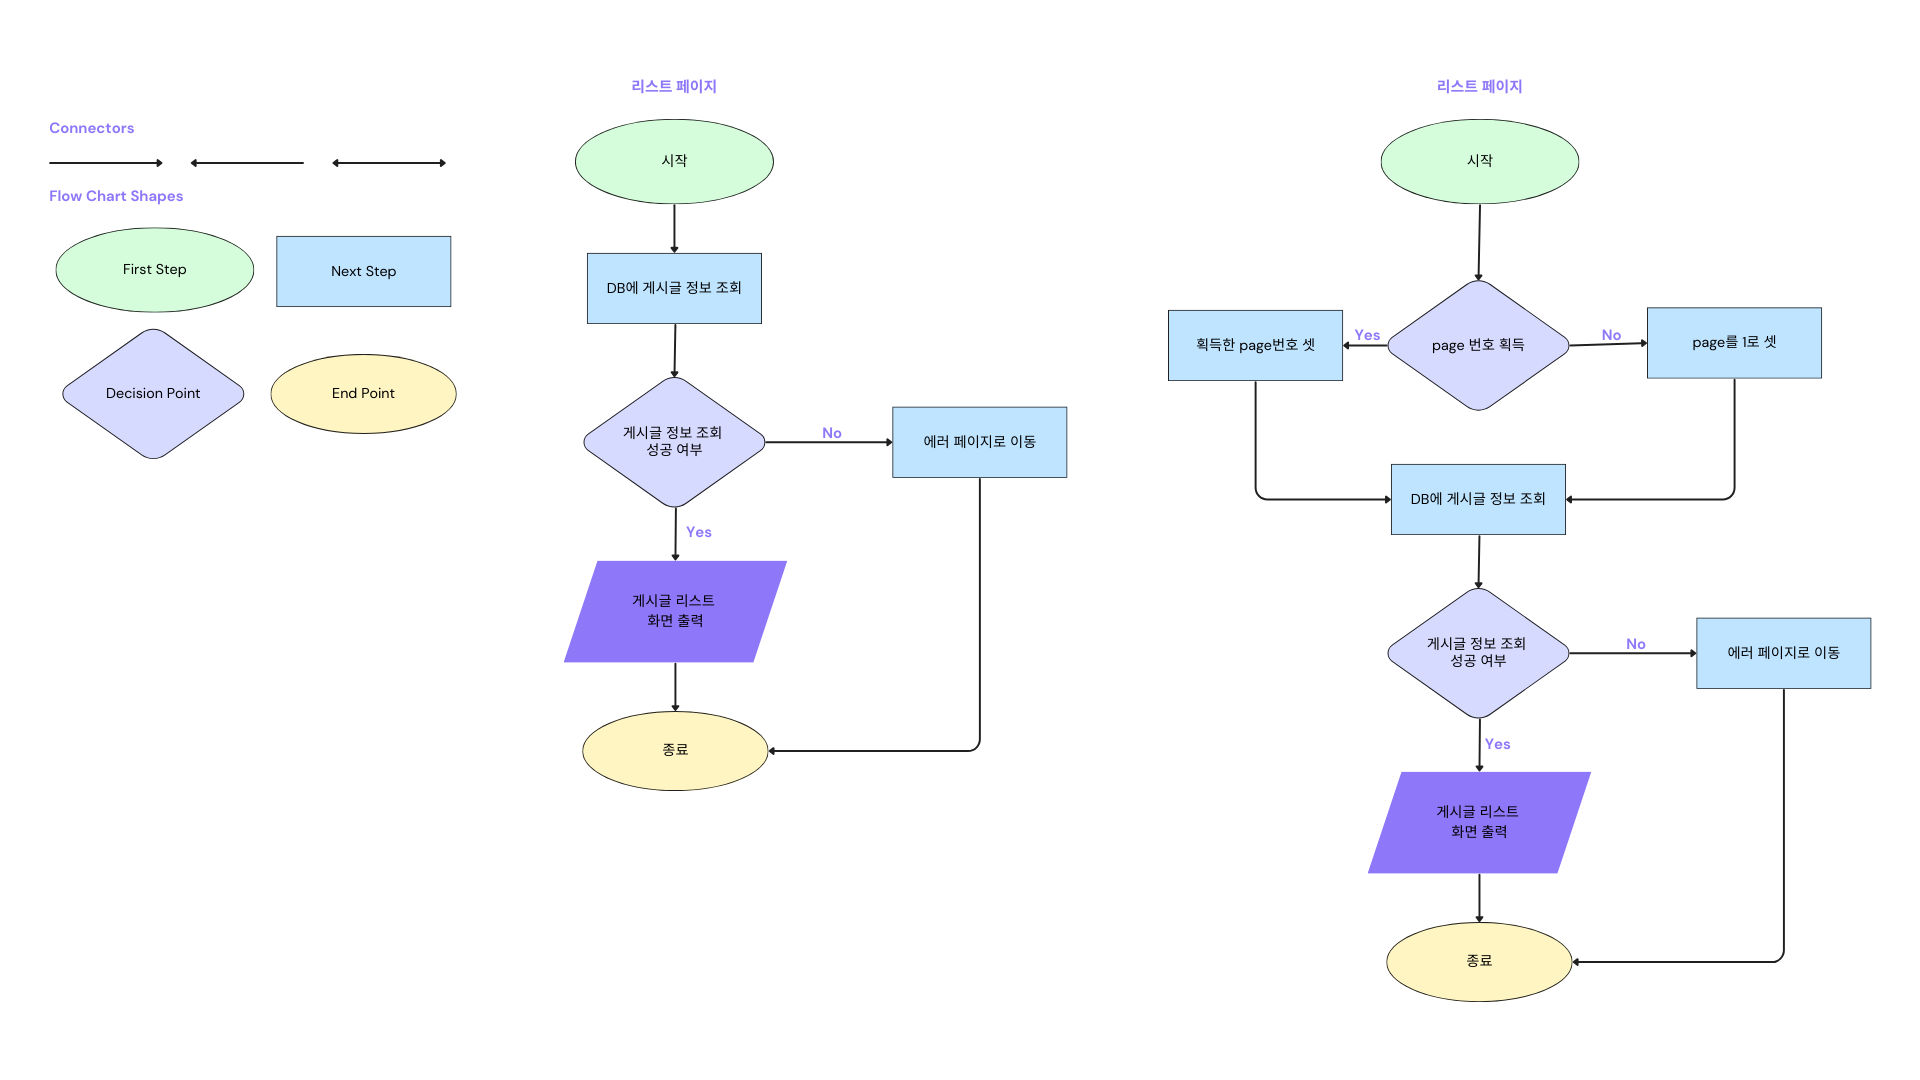 Connectors
Flow Chart Shapes
First Step
Next Step
Decision Point
End Point
리스트 페이지
시작
DB에 게시글 정보 조회
게시글 정보 조회
성공 여부
No
에러 페이지로 이동
Yes
게시글 리스트
화면 출력
종료
리스트 페이지
시작
page 번호 획득
Yes
획득한 page번호 셋
No
page를 1로 셋
DB에 게시글 정보 조회
게시글 정보 조회
성공 여부
No
에러 페이지로 이동
Yes
게시글 리스트
화면 출력
종료